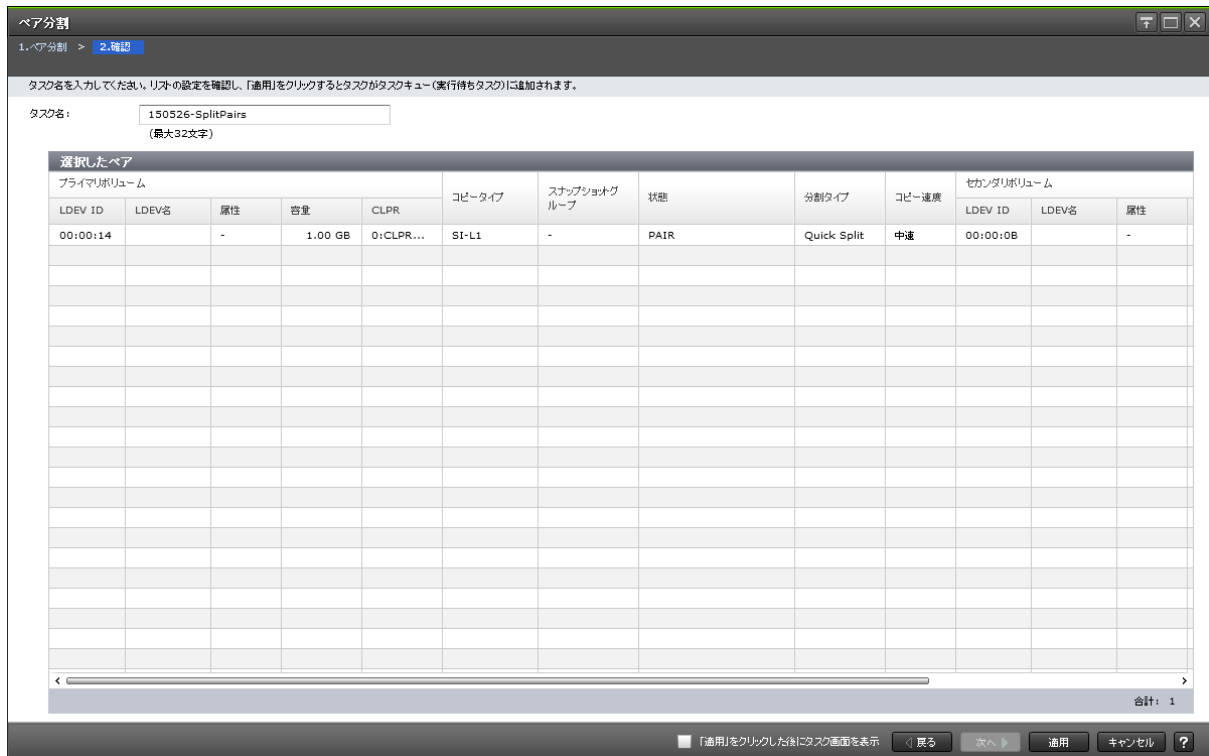 ペア分割
1.ペア分割 > 2.確認
タスク名を入力してください。リストの設定を確認し、「適用」をクリックするとタスクがタスクキュー(実行待ちタスク)に追加されます。
タスク名: 150526-SplitPairs
(最大32文字)
選択したペア
プライマリボリューム コピータイプ スナップショットグループ 状態 分割タイプ コピー速度 セカンダリボリューム
LDEV ID LDEV名 属性 容量 CLPR LDEV ID LDEV名 属性
00:00:14 - 1.00 GB 0:CLPR... SI-L1 - PAIR Quick Split 中速 00:00:0B -
合計: 1
「適用」をクリックした後にタスク画面を表示 戻る 次へ 適用 キャンセル ?